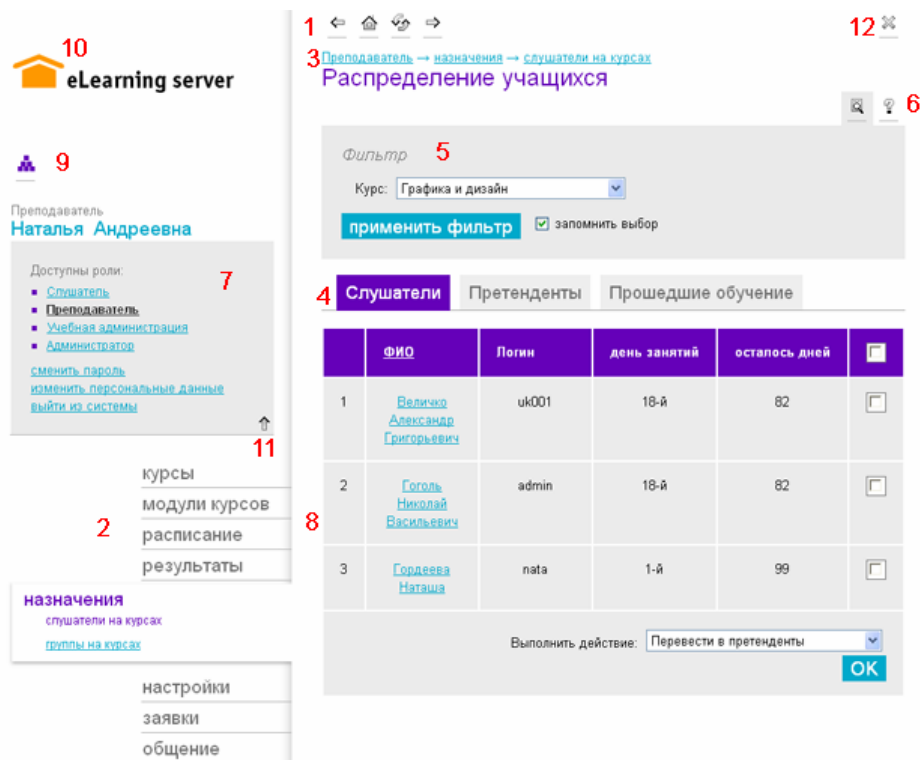 1
12
10
3 Преподаватель → назначения → слушатели на курсах
Распределение учащихся
eLearning server
6
9
Фильтр 5
Курс: Графика и дизайн
применить фильтр запомнить выбор
Преподаватель
Наталья Андреевна
Доступны роли:
7
Слушатель
Преподаватель
Учебная администрация
Администратор
сменить пароль
изменить персональные данные
выйти из системы
11
4 Слушатели Претенденты Прошедшие обучение
ФИО Логин день занятий осталось дней
1 Величко Александр Григорьевич uk001 18-й 82
2 Гоголь Николай Васильевич admin 18-й 82
8
3 Гордеева Наташа nata 1-й 99
Выполнить действие: Перевести в претенденты
OK
2
курсы
модули курсов
расписание
результаты
назначения
слушатели на курсах
группы на курсах
настройки
заявки
общение